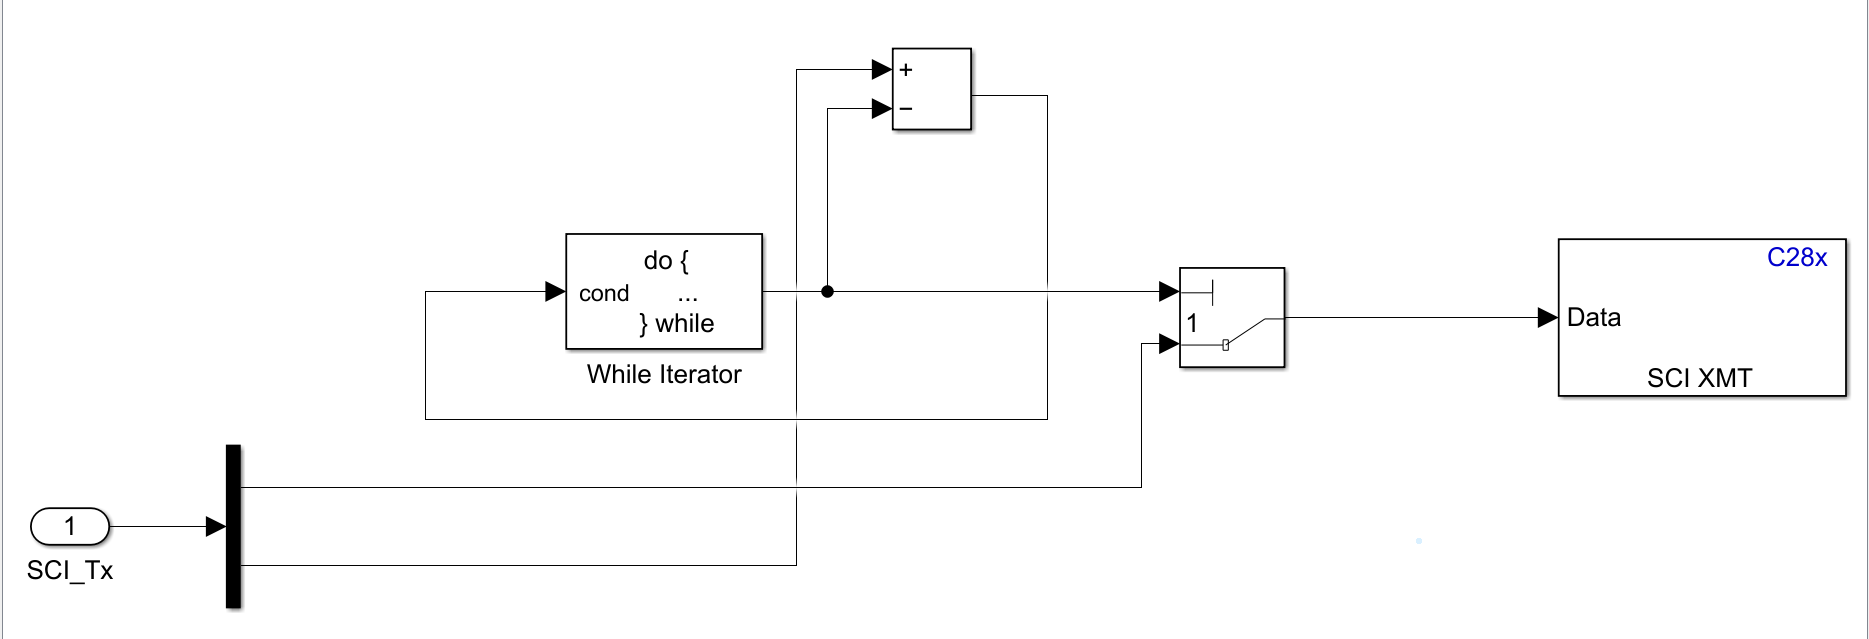 +
−
do {
cond ...
} while
While Iterator
1
C28x
Data
SCI XMT
1
SCI_Tx